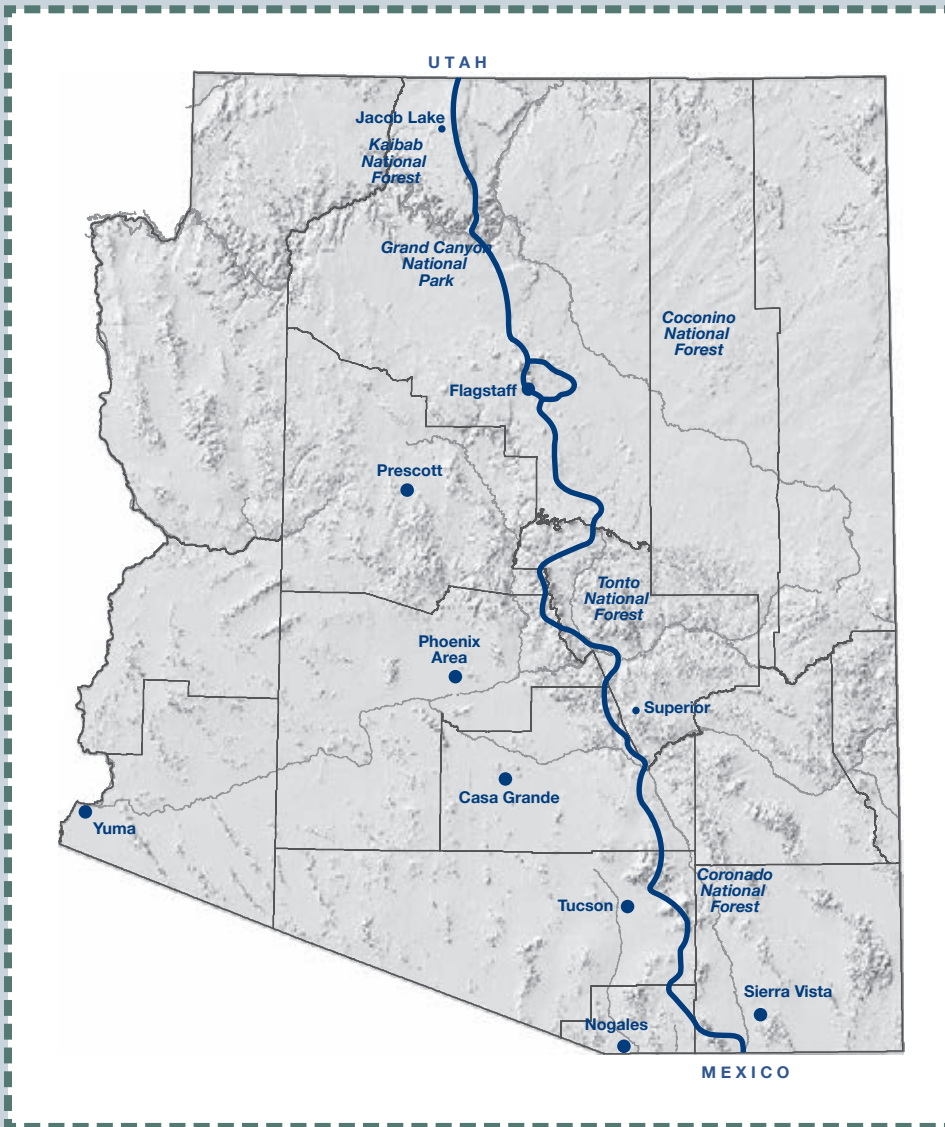 UTAH
Jacob Lake
Kaibab
National
Forest
Grand Canyon
National
Park
Coconino
National
Forest
Flagstaff
Prescott
Tonto
National
Forest
Phoenix
Area
Superior
Casa Grande
Yuma
Coronado
National
Forest
Tucson
Sierra Vista
Nogales
MEXICO